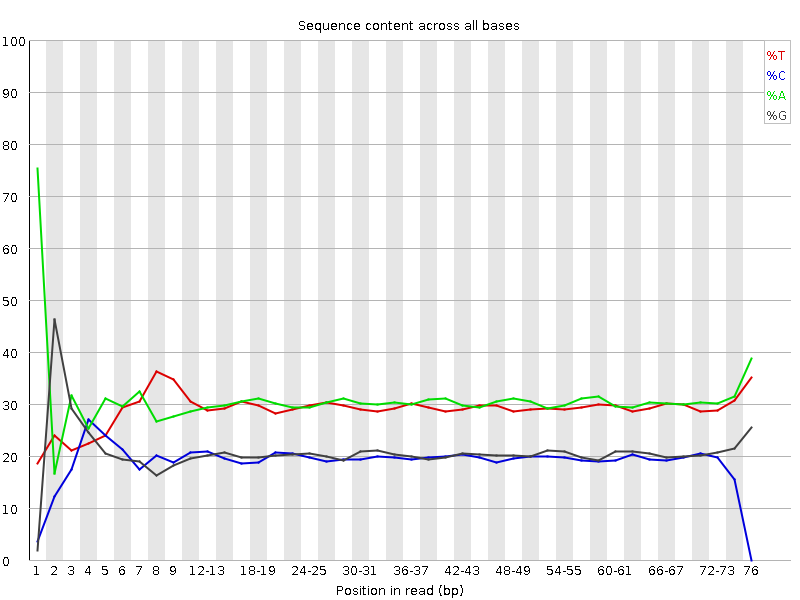 Sequence content across all bases
100
90
80
70
60
50
40
30
20
10
0
%T
%C
%A
%G
1 2 3 4 5 6 7 8 9 12-13 18-19 24-25 30-31 36-37 42-43 48-49 54-55 60-61 66-67 72-73 76
Position in read (bp)